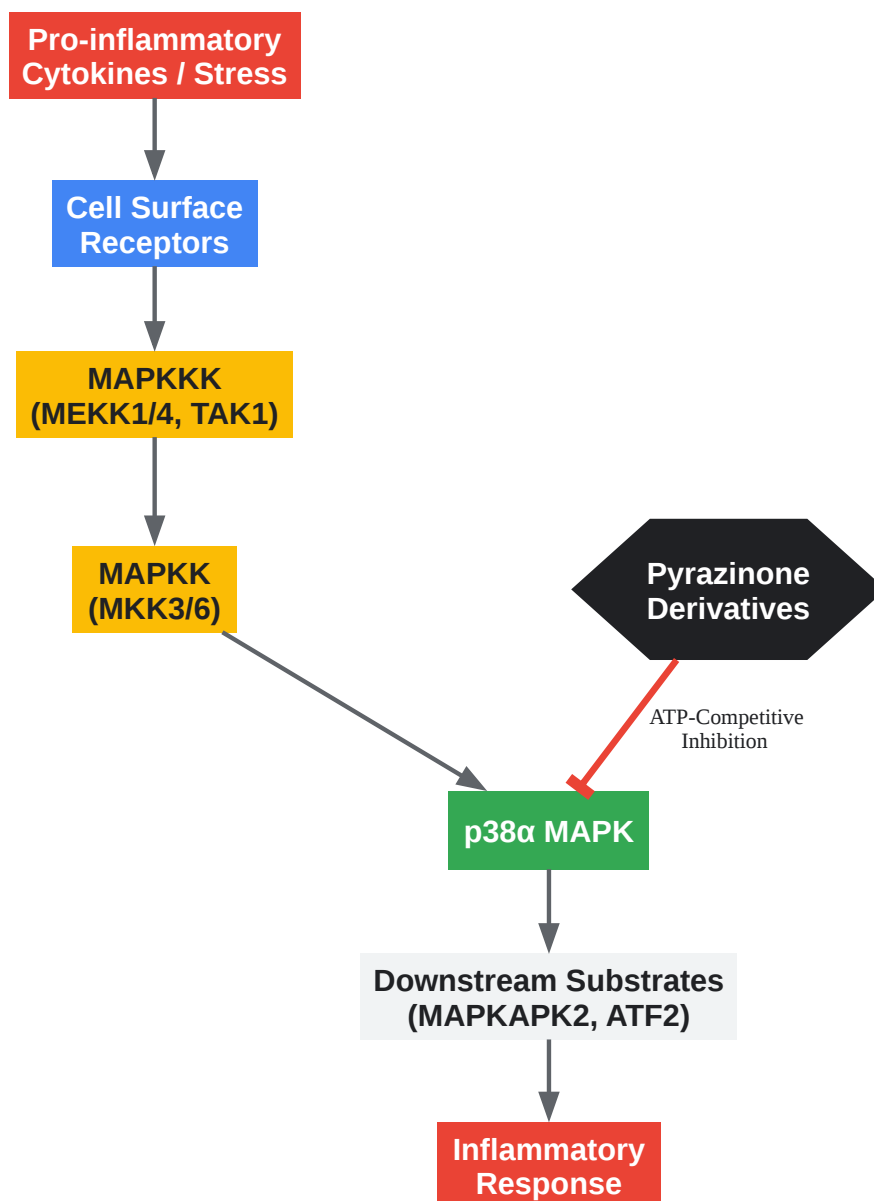 Pro-inflammatory
Cytokines / Stress
Cell Surface
Receptors
MAPKKK
(MEKK1/4, TAK1)
MAPKK
(MKK3/6)
Pyrazinone
Derivatives
ATP-Competitive
Inhibition
p38α MAPK
Downstream Substrates
(MAPKAPK2, ATF2)
Inflammatory
Response